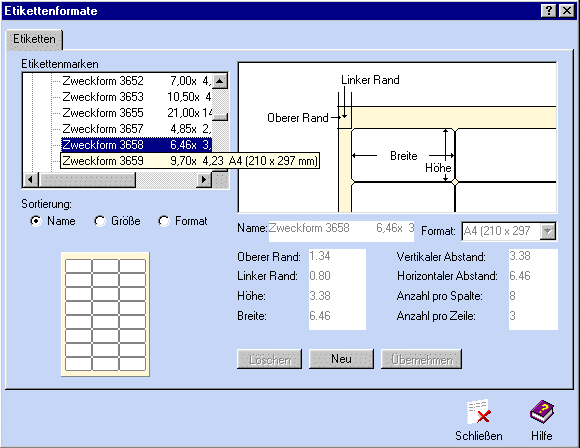 Etikettenformate
Etiketten
Etikettenmarken
Zweckform 3652 7,00x 4,
Zweckform 3653 10,50x 4
Zweckform 3655 21,00x 14
Zweckform 3657 4,85x 2,
Zweckform 3658 6,46x 3,
Zweckform 3659 9,70x 4,23 A4 (210 x 297 mm)
Sortierung:
Name Größe Format
Linker Rand
Oberer Rand
Breite
Höhe
Name: Zweckform 3658 6,46x 3 Format: A4 (210 x 297
Oberer Rand: 1.34 Vertikaler Abstand: 3.38
Linker Rand: 0.80 Horizontaler Abstand: 6.46
Höhe: 3.38 Anzahl pro Spalte: 8
Breite: 6.46 Anzahl pro Zeile: 3
Löschen Neu Übernehmen
Schließen Hilfe